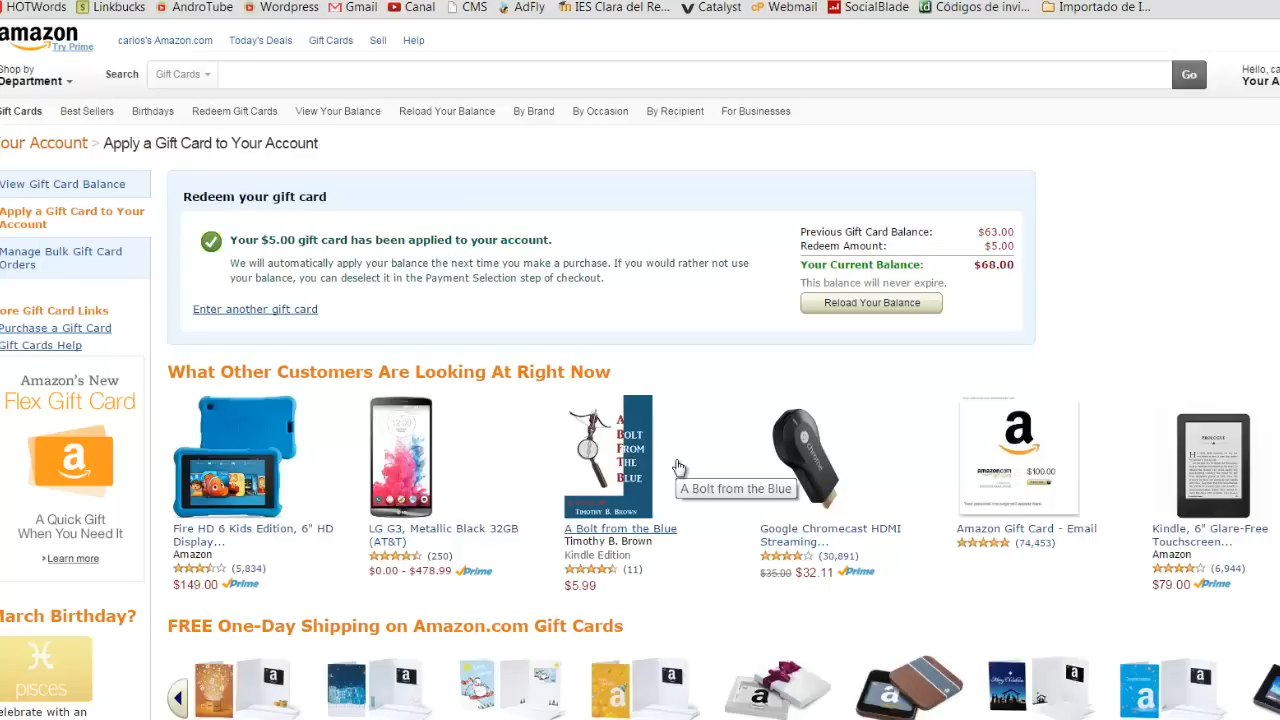 HOTWords Linkbucks AndroTube Wordpress Gmail Canal CMS AdFly IES Clara del Re... Catalyst Webmail SocialBlade Códigos de invi... Importado de I...
amazon
Try Prime
carlos's Amazon.com Today's Deals Gift Cards Sell Help
Shop by
Department
Search Gift Cards Go
Hello, ca
Your A
ift Cards Best Sellers Birthdays Redeem Gift Cards View Your Balance Reload Your Balance By Brand By Occasion By Recipient For Businesses
our Account > Apply a Gift Card to Your Account
View Gift Card Balance
Apply a Gift Card to Your
Account
Manage Bulk Gift Card
Orders
ore Gift Card Links
Purchase a Gift Card
Gift Cards Help
Amazon's New
Flex Gift Card
a
A Quick Gift
When You Need it
>Learn more
March Birthday?
pisces
elebrate with an
Redeem your gift card
Your $5.00 gift card has been applied to your account.
We will automatically apply your balance the next time you make a purchase. If you would rather not use
your balance, you can deselect it in the Payment Selection step of checkout.
Enter another gift card
Previous Gift Card Balance: $63.00
Redeem Amount: $5.00
Your Current Balance: $68.00
This balance will never expire.
Reload Your Balance
What Other Customers Are Looking At Right Now
Fire HD 6 Kids Edition, 6" HD
Display...
Amazon
(5,834)
$149.00 Prime
LG G3, Metallic Black 32GB
(AT&T)
(250)
$0.00 - $478.99 Prime
A
BOLT
FROM
THE
BLUE
TIMOTHY B. BROWN
A Bolt from the Blue
A Bolt from the Blue
Timothy B. Brown
Kindle Edition
(11)
$5.99
chrome
Google Chromecast HDMI
Streaming...
(30,891)
$35.00 $32.11 Prime
a
amazon.com
$100.00
Amazon Gift Card - Email
(74,453)
PROLOGUE
Kindle, 6" Glare-Free
Touchscreen...
Amazon
(6,944)
$79.00 Prime
FREE One-Day Shipping on Amazon.com Gift Cards
a a a a a a a a a a